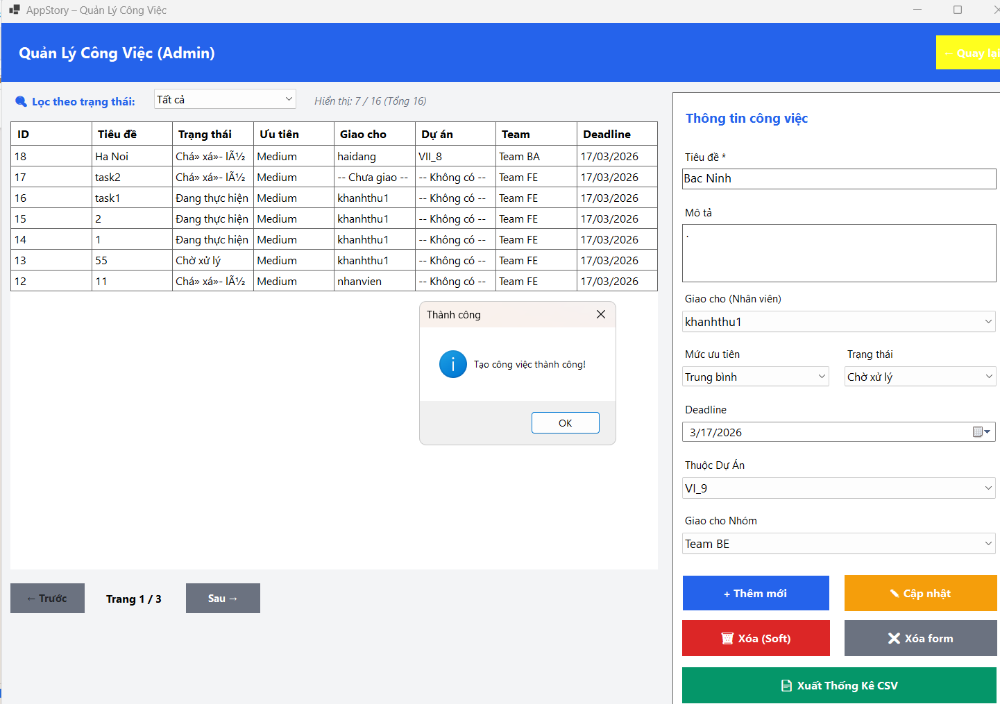 AppStory – Quản Lý Công Việc
Quản Lý Công Việc (Admin)
← Quay lại
Lọc theo trạng thái: Tất cả Hiển thị: 7 / 16 (Tổng 16)
ID Tiêu đề Trạng thái Ưu tiên Giao cho Dự án Team Deadline
18 Ha Noi Chá» xá»­- lÃ½ Medium haidang VII_8 Team BA 17/03/2026
17 task2 Chá» xá»­- lÃ½ Medium -- Chưa giao -- -- Không có -- Team FE 17/03/2026
16 task1 Đang thực hiện Medium khanhthu1 -- Không có -- Team FE 17/03/2026
15 2 Đang thực hiện Medium khanhthu1 -- Không có -- Team FE 17/03/2026
14 1 Đang thực hiện Medium khanhthu1 -- Không có -- Team FE 17/03/2026
13 55 Chờ xử lý Medium khanhthu1 -- Không có -- Team FE 17/03/2026
12 11 Chá» xá»­- lÃ½ Medium nhanvien -- Không có -- Team FE 17/03/2026
Thành công
Tạo công việc thành công!
OK
← Trước Trang 1 / 3 Sau →
Thông tin công việc
Tiêu đề *
Bac Ninh
Mô tả
.
Giao cho (Nhân viên)
khanhthu1
Mức ưu tiên Trạng thái
Trung bình Chờ xử lý
Deadline
3/17/2026
Thuộc Dự Án
VI_9
Giao cho Nhóm
Team BE
+ Thêm mới Cập nhật
Xóa (Soft) Xóa form
Xuất Thống Kê CSV